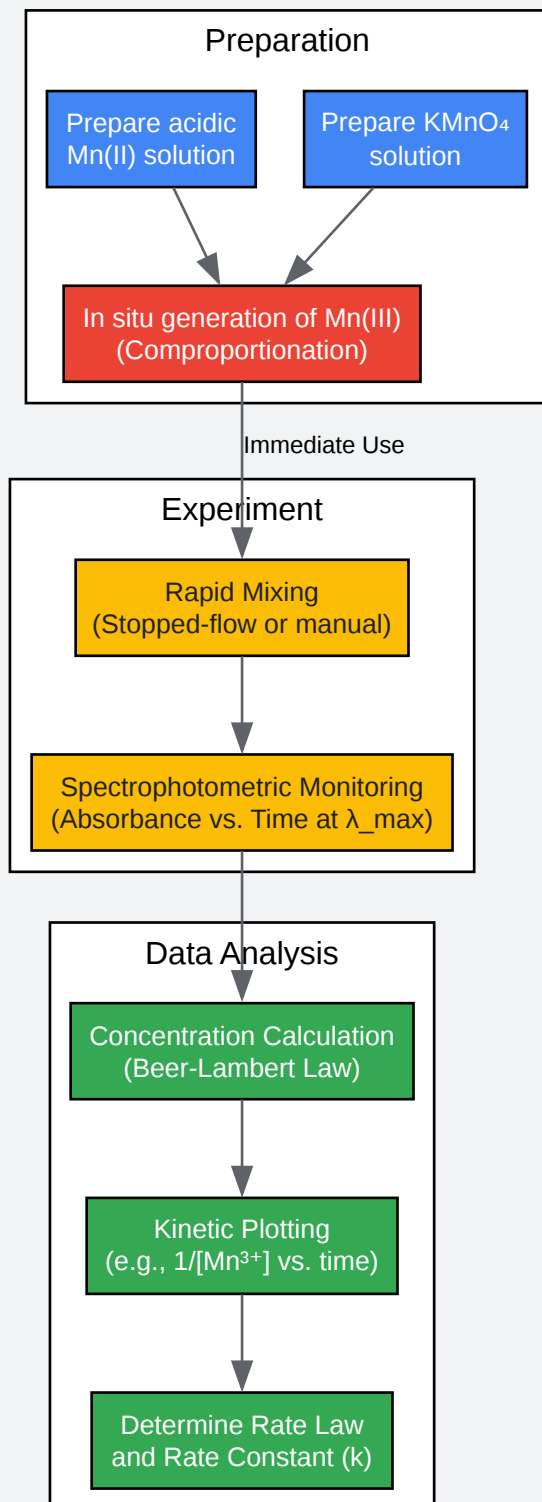 Preparation
Prepare acidic
Mn(II) solution
Prepare KMnO₄
solution
In situ generation of Mn(III)
(Comproportionation)
Immediate Use
Experiment
Rapid Mixing
(Stopped-flow or manual)
Spectrophotometric Monitoring
(Absorbance vs. Time at λ_max)
Data Analysis
Concentration Calculation
(Beer-Lambert Law)
Kinetic Plotting
(e.g., 1/[Mn³⁺] vs. time)
Determine Rate Law
and Rate Constant (k)